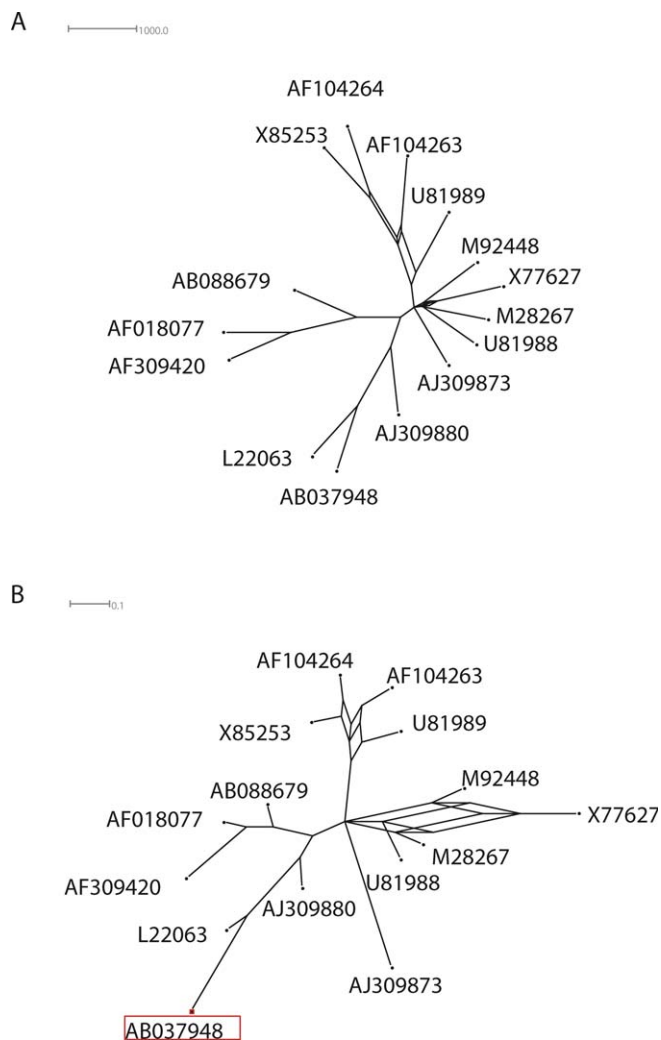 A
1000.0
AF104264
X85253
AF104263
U81989
M92448
AB088679
X77627
AF018077
M28267
AF309420
U81988
AJ309873
AJ309880
L22063
AB037948
B
0.1
AF104264
AF104263
X85253
U81989
M92448
AB088679
X77627
AF018077
M28267
AF309420
U81988
AJ309880
L22063
AJ309873
AB037948